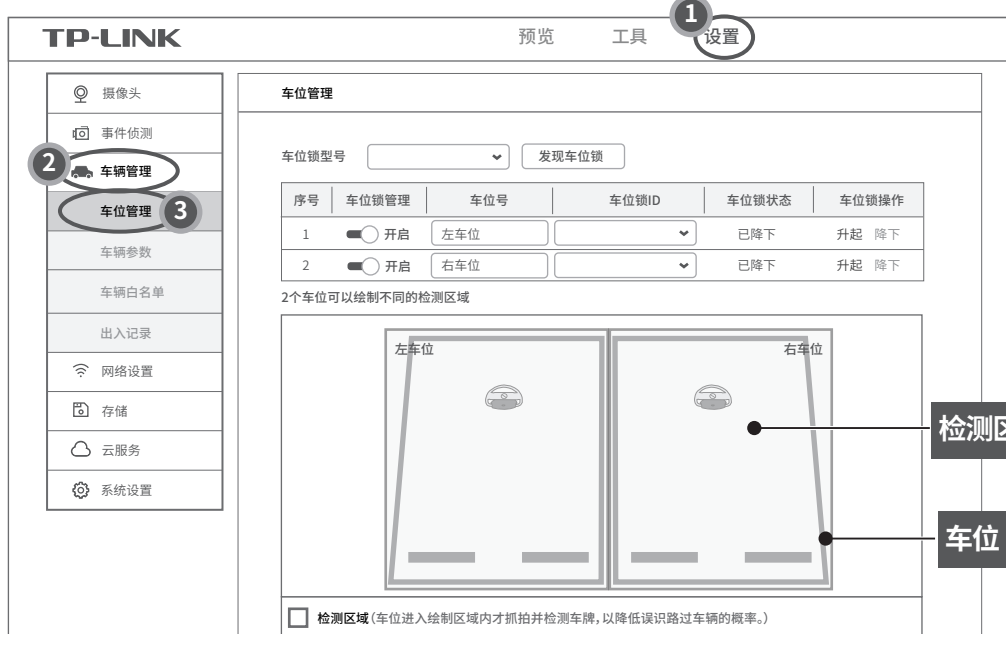 1
TP-LINK 预览 工具 设置
摄像头
事件侦测
2 车辆管理
车位管理 3
车辆参数
车辆白名单
出入记录
网络设置
存储
云服务
系统设置
车位管理
车位锁型号 发现车位锁
序号 车位锁管理 车位号 车位锁ID 车位锁状态 车位锁操作
1 开启 左车位 已降下 升起 降下
2 开启 右车位 已降下 升起 降下
2个车位可以绘制不同的检测区域
左车位 右车位
检测区
车位
检测区域(车位进入绘制区域内才抓拍并检测车牌,以降低误识路过车辆的概率。)